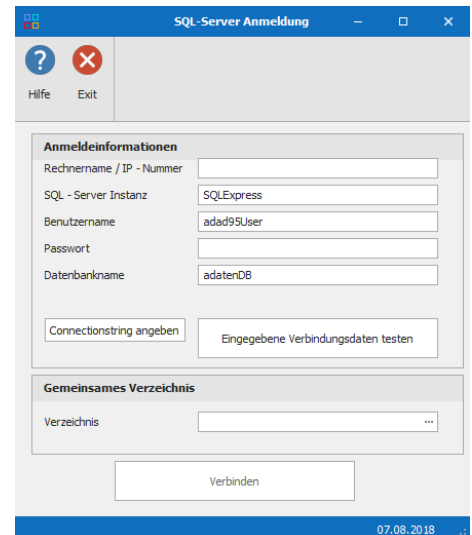 SQL-Server Anmeldung
Hilfe Exit
Anmeldeinformationen
Rechnername / IP - Nummer
SQL - Server Instanz SQLExpress
Benutzername adad95User
Passwort
Datenbankname adatenDB
Connectionstring angeben Eingegebene Verbindungsdaten testen
Gemeinsames Verzeichnis
Verzeichnis ...
Verbinden
07.08.2018